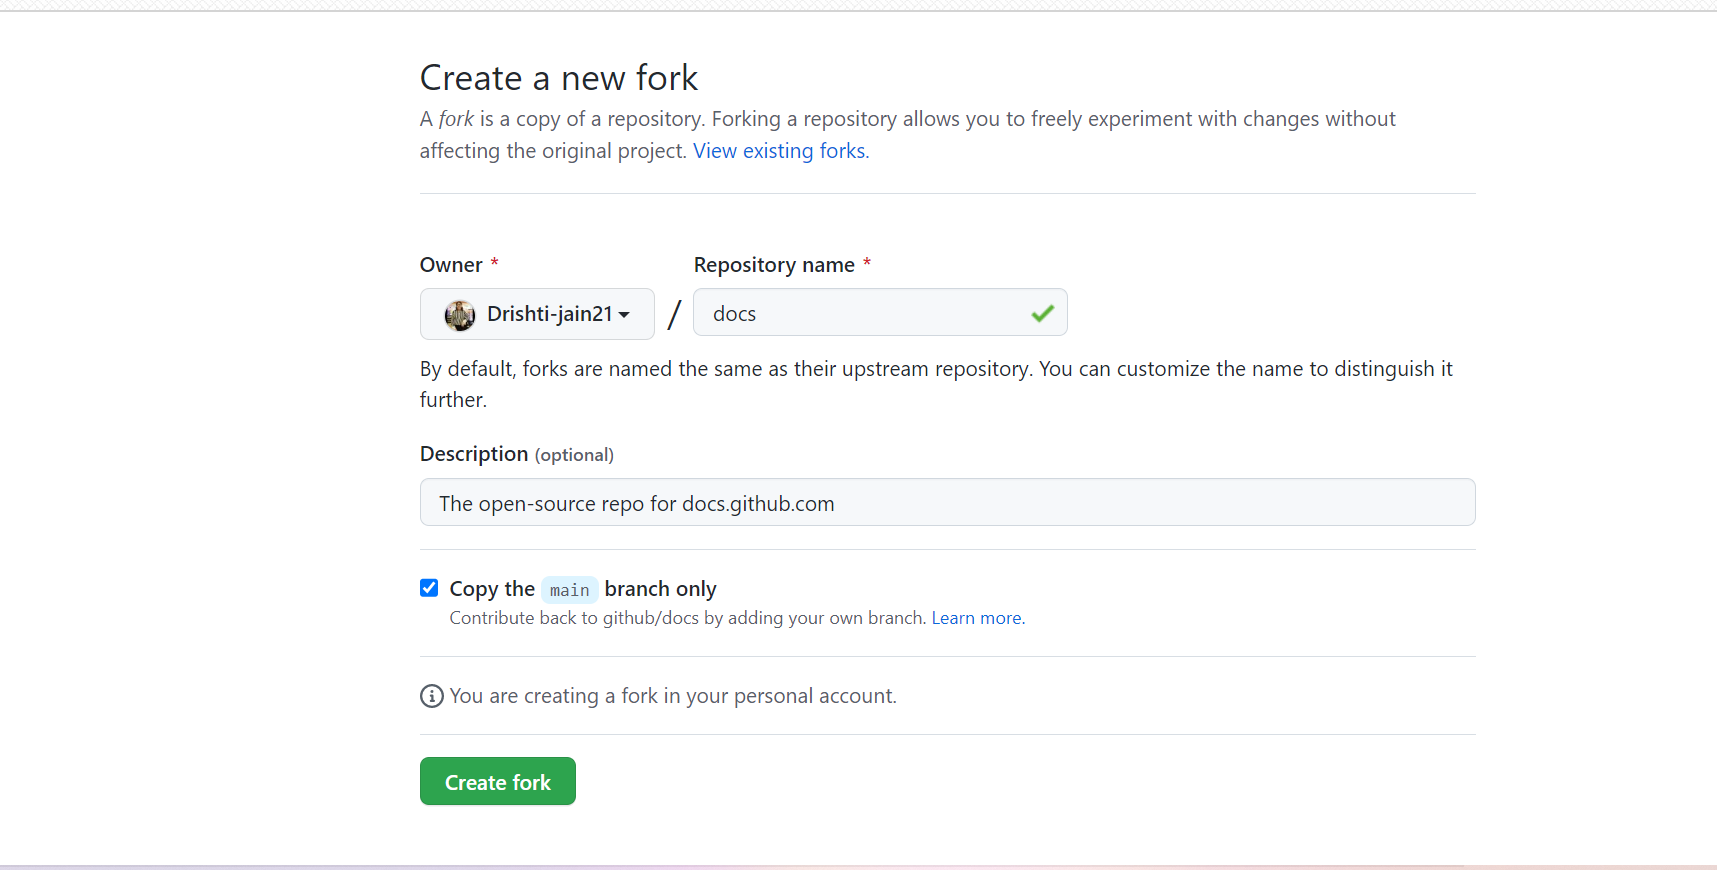 Create a new fork
A fork is a copy of a repository. Forking a repository allows you to freely experiment with changes without
affecting the original project. View existing forks.
Owner *
Repository name *
Drishti-jain21 / docs
By default, forks are named the same as their upstream repository. You can customize the name to distinguish it
further.
Description (optional)
The open-source repo for docs.github.com
Copy the main branch only
Contribute back to github/docs by adding your own branch. Learn more.
You are creating a fork in your personal account.
Create fork